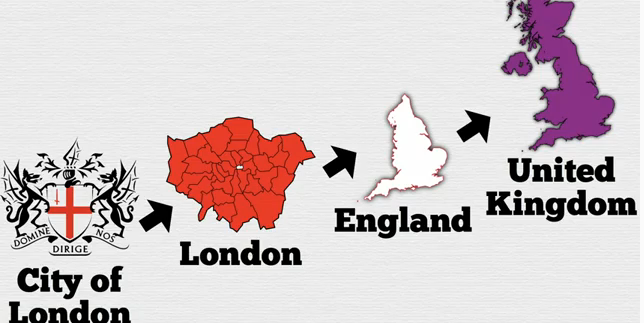 DOMINE
DIRIGE
NOS
City of
London
London
England
United
Kingdom